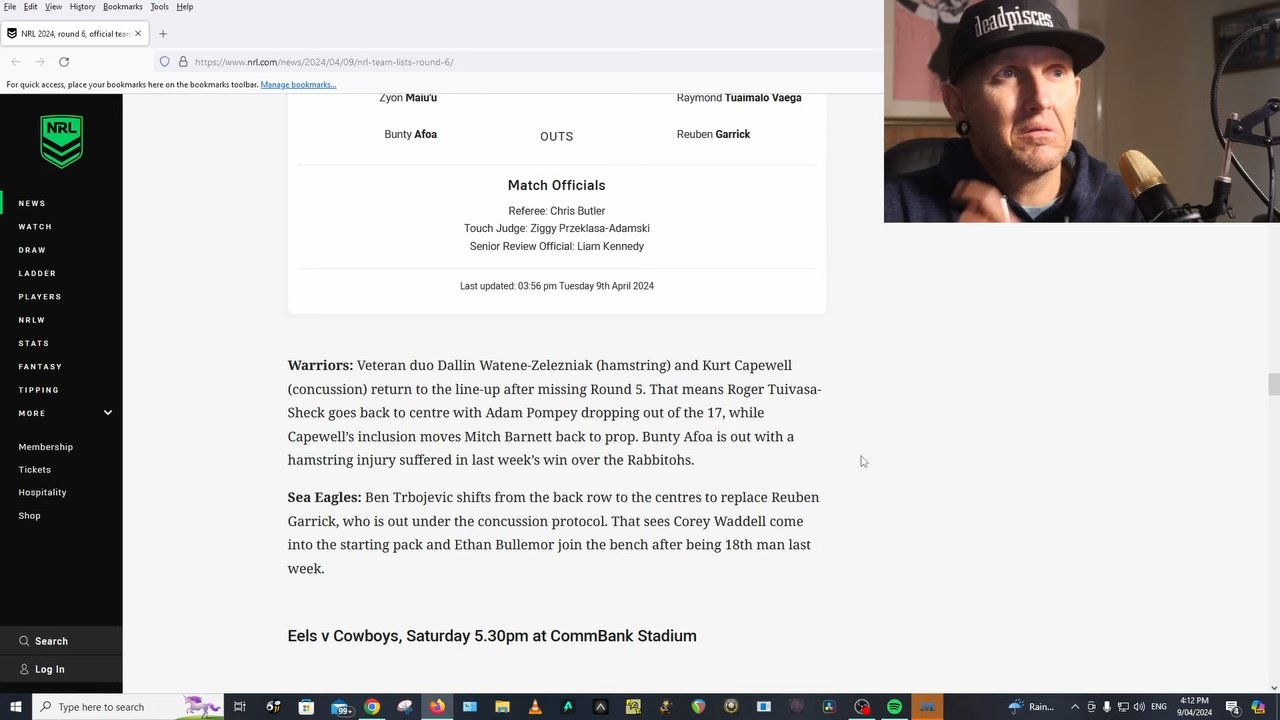 File Edit View History Bookmarks Tools Help
NRL 2024, round 6, official team
https://www.nrl.com/news/2024/04/09/nrl-team-lists-round-6/
For quick access, place your bookmarks here on the bookmarks toolbar. Manage bookmarks...
deadpisces
NRL
NEWS
WATCH
DRAW
LADDER
PLAYERS
NRLW
STATS
FANTASY
TIPPING
MORE
Membership
Tickets
Hospitality
Shop
Search
Log In
Zyon Maiu'u Raymond Tuaimalo Vaega
Bunty Afoa OUTS Reuben Garrick
Match Officials
Referee: Chris Butler
Touch Judge: Ziggy Przeklasa-Adamski
Senior Review Official: Liam Kennedy
Last updated: 03:56 pm Tuesday 9th April 2024
Warriors: Veteran duo Dallin Watene-Zelezniak (hamstring) and Kurt Capewell
(concussion) return to the line-up after missing Round 5. That means Roger Tuivasa-
Sheck goes back to centre with Adam Pompey dropping out of the 17, while
Capewell’s inclusion moves Mitch Barnett back to prop. Bunty Afoa is out with a
hamstring injury suffered in last week’s win over the Rabbitohs.
Sea Eagles: Ben Trbojevic shifts from the back row to the centres to replace Reuben
Garrick, who is out under the concussion protocol. That sees Corey Waddell come
into the starting pack and Ethan Bullemor join the bench after being 18th man last
week.
Eels v Cowboys, Saturday 5.30pm at CommBank Stadium
Type here to search
99+
Rain...
ENG
4:12 PM
9/04/2024
4